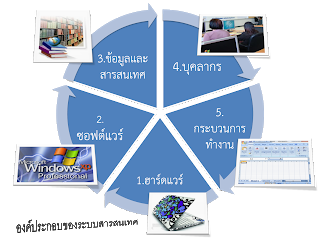 3.ข้อมูลและ
สารสนเทศ
4.บุคลากร
2.
ซอฟต์แวร์
5.
กระบวนการ
ทำงาน
1.ฮาร์ดแวร์
Windows XP
Professional
องค์ประกอบของระบบสารสนเทศ